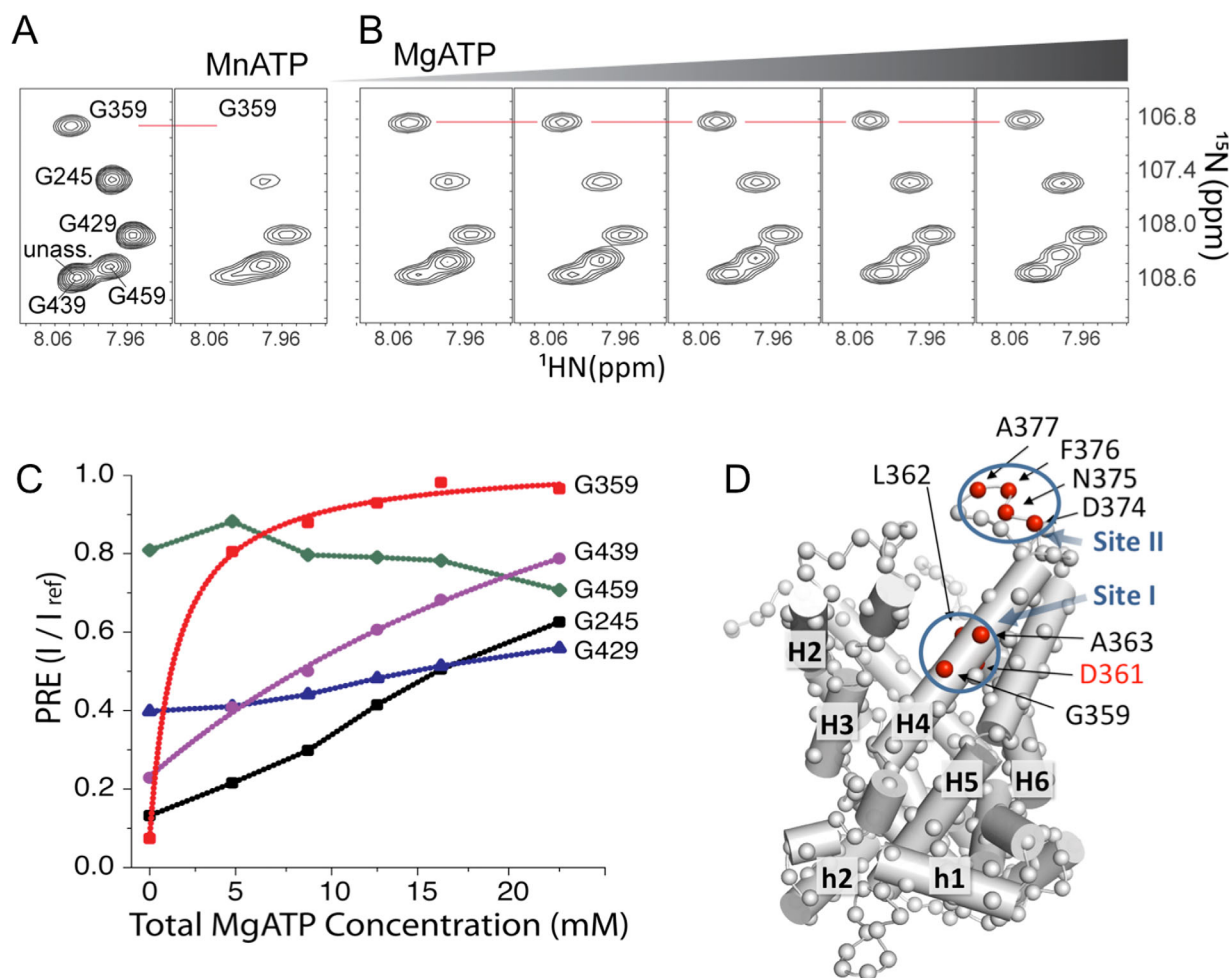 A
B
MnATP
MgATP
G359
G359
G245
G429
unass.
G439
G459
106.8
107.4
108.0
108.6
15N (ppm)
8.06 7.96 8.06 7.96 8.06 7.96 8.06 7.96 8.06 7.96 8.06 7.96 8.06 7.96
1HN(ppm)
C
PRE (I / I ref)
1.0
0.8
0.6
0.4
0.2
0.0
0 5 10 15 20
Total MgATP Concentration (mM)
G359
G439
G459
G245
G429
D
A377
F376
N375
D374
L362
Site II
Site I
A363
D361
G359
H2
H3
H4
H5
H6
h2
h1